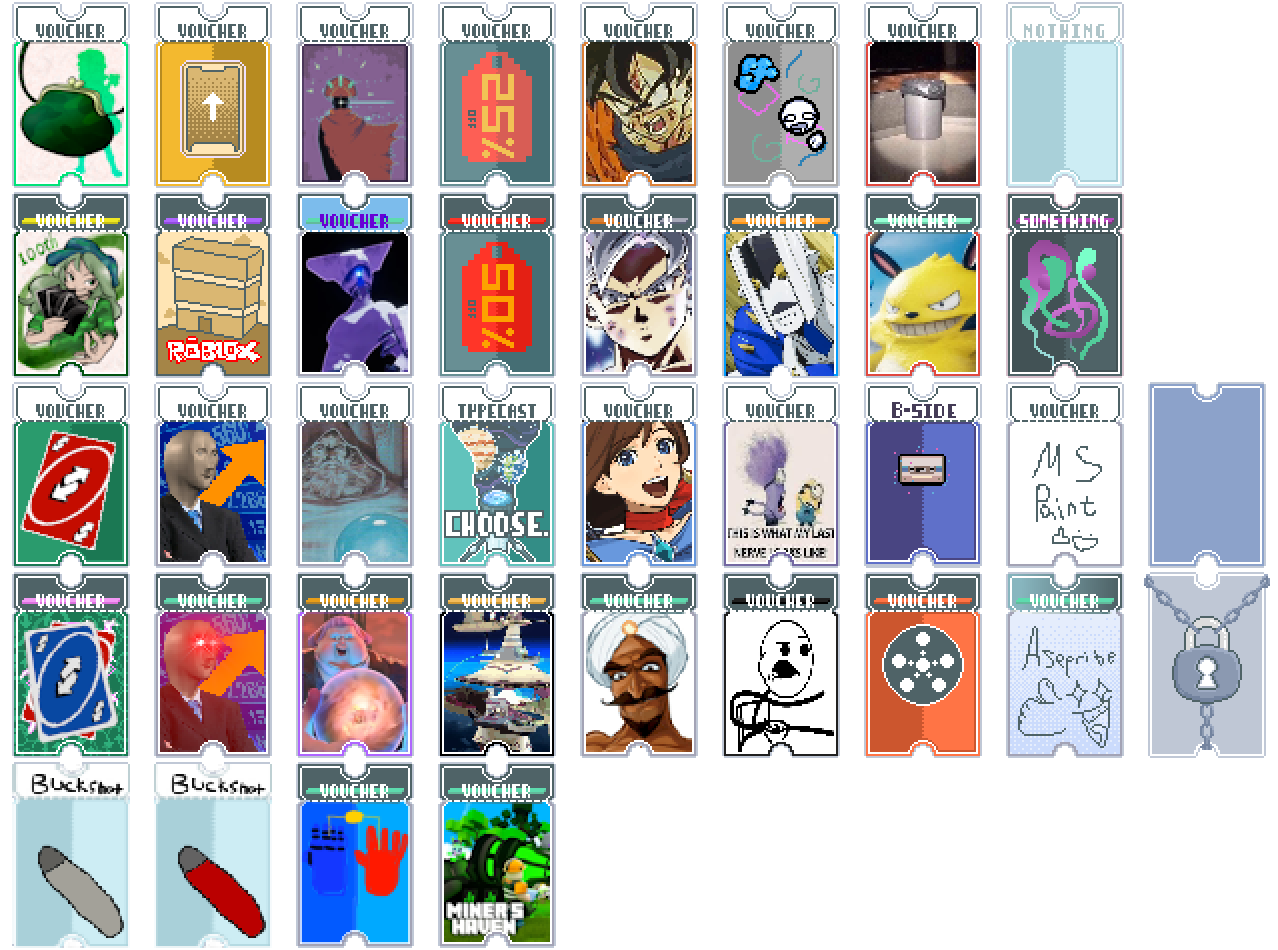 VOUCHER VOUCHER VOUCHER VOUCHER VOUCHER VOUCHER VOUCHER NOTHING
25%
OFF
VOUCHER VOUCHER VOUCHER VOUCHER VOUCHER VOUCHER VOUCHER SOMETHING
100th
50%
OFF
ROBLOX
VOUCHER VOUCHER VOUCHER TYPECAST VOUCHER VOUCHER B-SIDE VOUCHER
MS
Paint
CHOOSE.
THIS IS WHAT MY LAST
NERVE LOOKS LIKE!
VOUCHER VOUCHER VOUCHER VOUCHER VOUCHER VOUCHER VOUCHER VOUCHER
Aseprite
Buckshot Buckshot VOUCHER VOUCHER
MINER'S
HAVEN